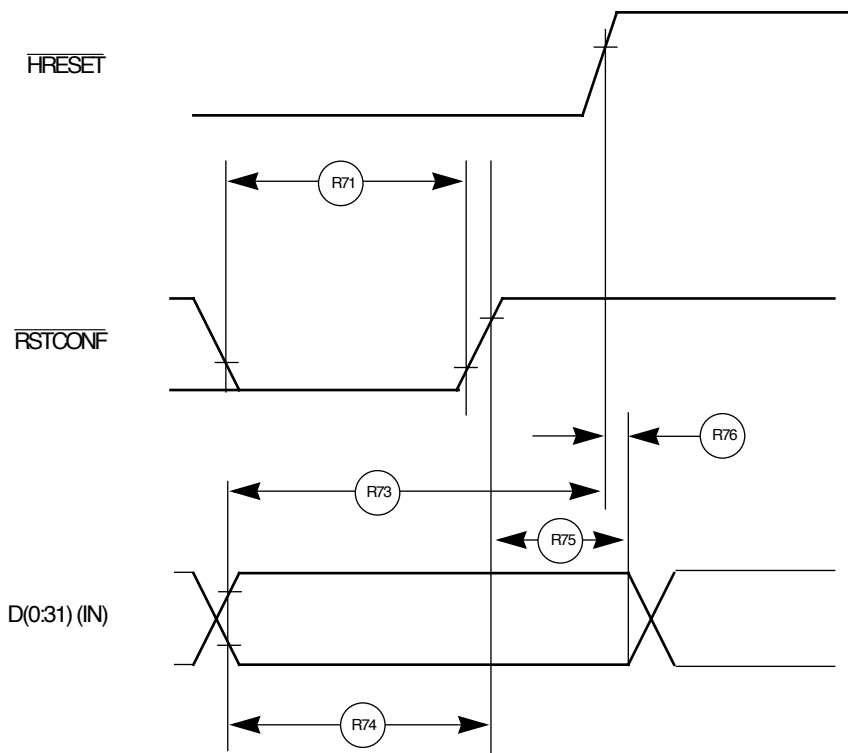 HRESET
R71
RSTCONF
R76
R73
R75
D(0:31) (IN)
R74